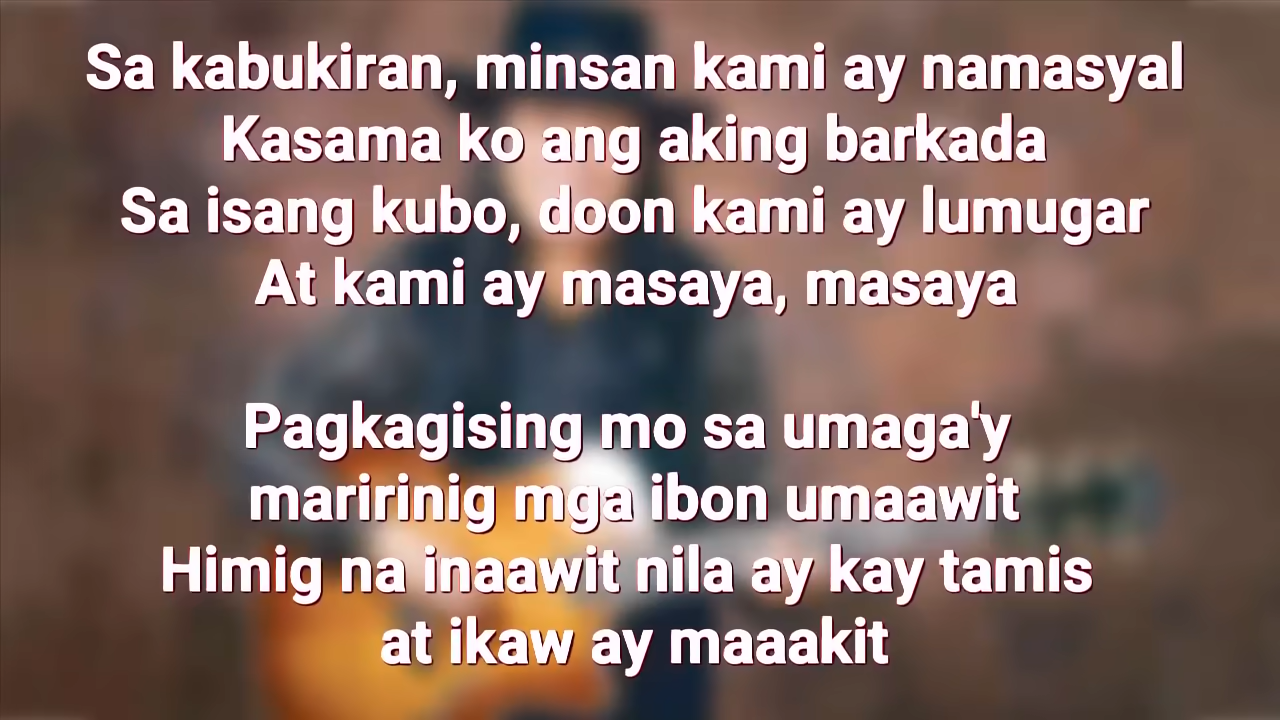 Sa kabukiran, minsan kami ay namasyal
Kasama ko ang aking barkada
Sa isang kubo, doon kami ay lumugar
At kami ay masaya, masaya
Pagkagising mo sa umaga'y
maririnig mga ibon umaawit
Himig na inaawit nila ay kay tamis
at ikaw ay maaakit